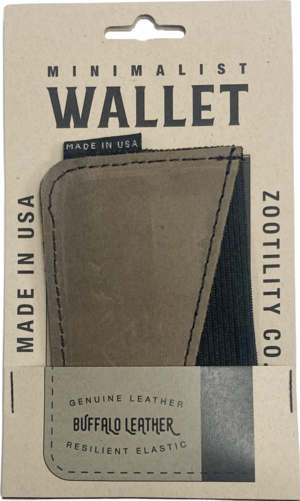 MINIMALIST
WALLET
MADE IN USA
MADE IN USA
ZOOTILITY CO.
GENUINE LEATHER
BUFFALO LEATHER
RESILIENT ELASTIC